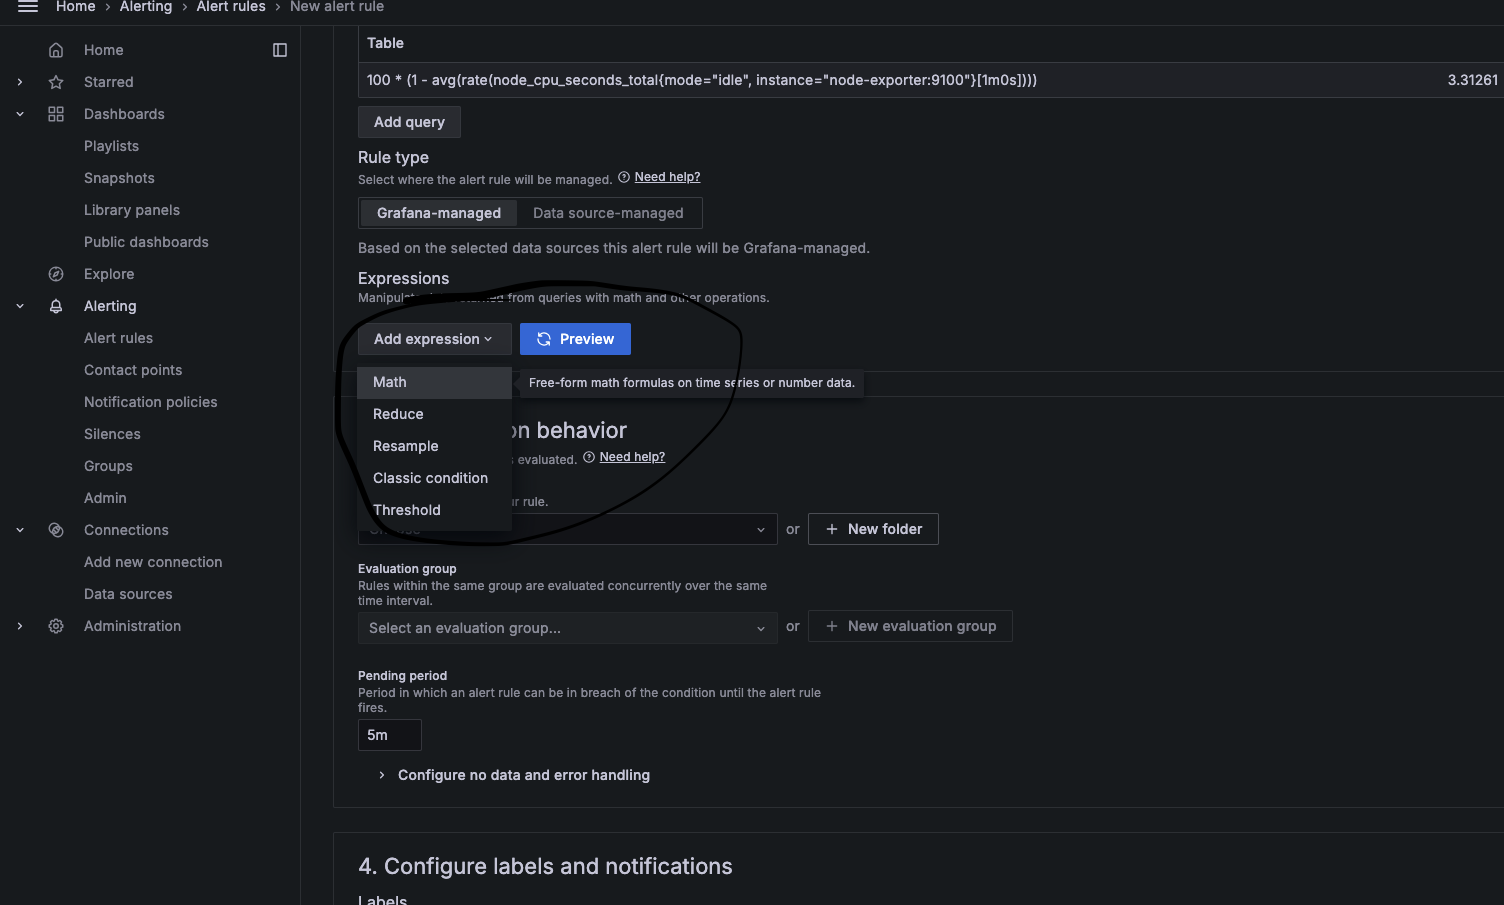 Home › Alerting › Alert rules › New alert rule
Home
Starred
Dashboards
Playlists
Snapshots
Library panels
Public dashboards
Explore
Alerting
Alert rules
Contact points
Notification policies
Silences
Groups
Admin
Connections
Add new connection
Data sources
Administration
Table
100 * (1 - avg(rate(node_cpu_seconds_total{mode="idle", instance="node-exporter:9100"}[1m0s]))) 3.31261
Add query
Rule type
Select where the alert rule will be managed. Need help?
Grafana-managed Data source-managed
Based on the selected data sources this alert rule will be Grafana-managed.
Expressions
from queries with math and other operations.
Add expression Preview
Math
Free-form math formulas on time series or number data.
Reduce
on behavior
Resample
s evaluated. Need help?
Classic condition
ur rule.
Threshold
or + New folder
Evaluation group
Rules within the same group are evaluated concurrently over the same
time interval.
Select an evaluation group... or + New evaluation group
Pending period
Period in which an alert rule can be in breach of the condition until the alert rule
fires.
5m
Configure no data and error handling
4. Configure labels and notifications
Labels